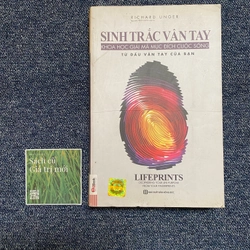 RICHARD UNGER
SINH TRẮC VÂN TAY
KHOA HỌC GIẢI MÃ MỤC ĐÍCH CUỘC SỐNG
TỪ DẤU VÂN TAY CỦA BẠN
LIFEPRINTS
Sách cũ
Giá trị mới